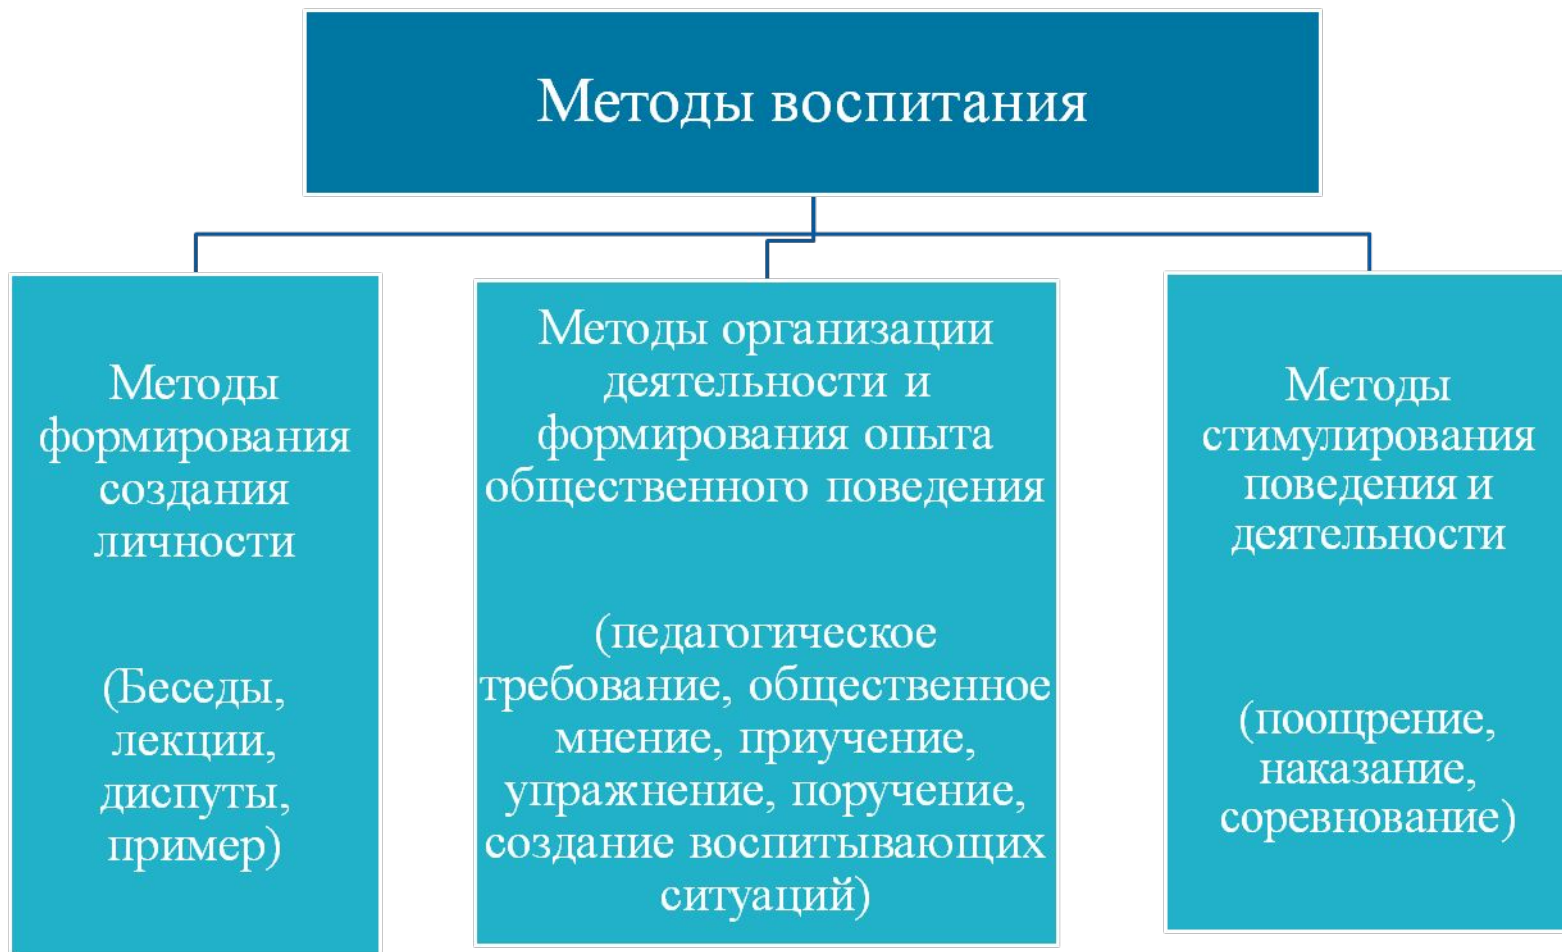 Методы воспитания
Методы
формирования
создания
личности
(Беседы,
лекции,
диспуты,
пример)
Методы организации
деятельности и
формирования опыта
общественного поведения
(педагогическое
требование, общественное
мнение, приучение,
упражнение, поручение,
создание воспитывающих
ситуаций)
Методы
стимулирования
поведения и
деятельности
(поощрение,
наказание,
соревнование)